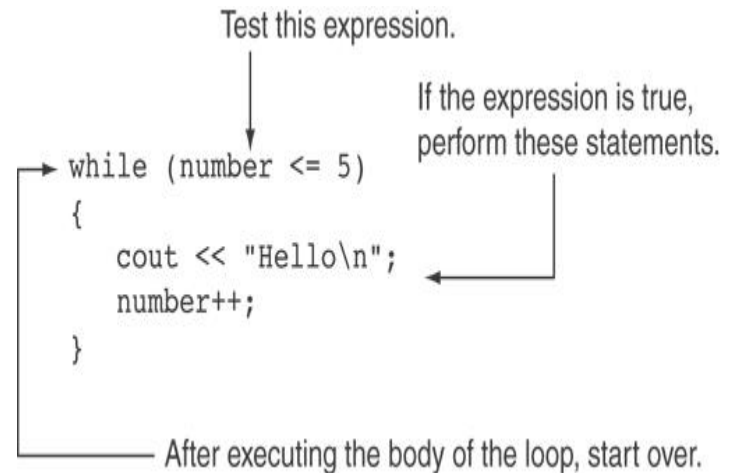 Test this expression.
If the expression is true,
perform these statements.
while (number <= 5)
{
cout << "Hello\n";
number++;
}
After executing the body of the loop, start over.